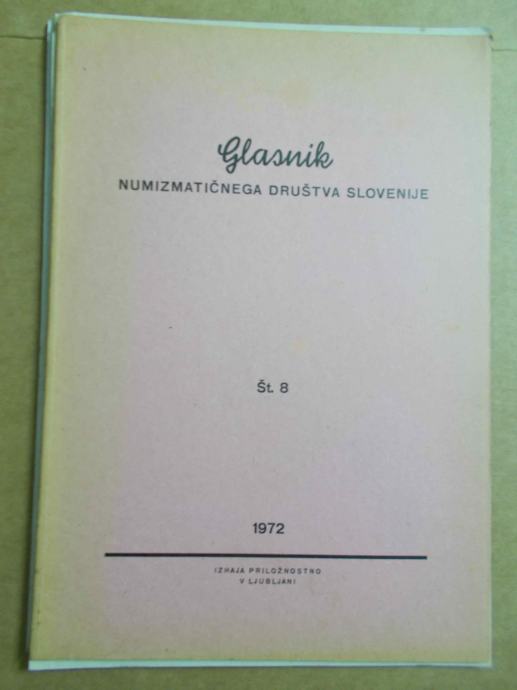 Glasnik
NUMIZMATIČNEGA DRUŠTVA SLOVENIJE
Št. 8
1972
IZHAJA PRILOŽNOSTNO
V LJUBLJANI